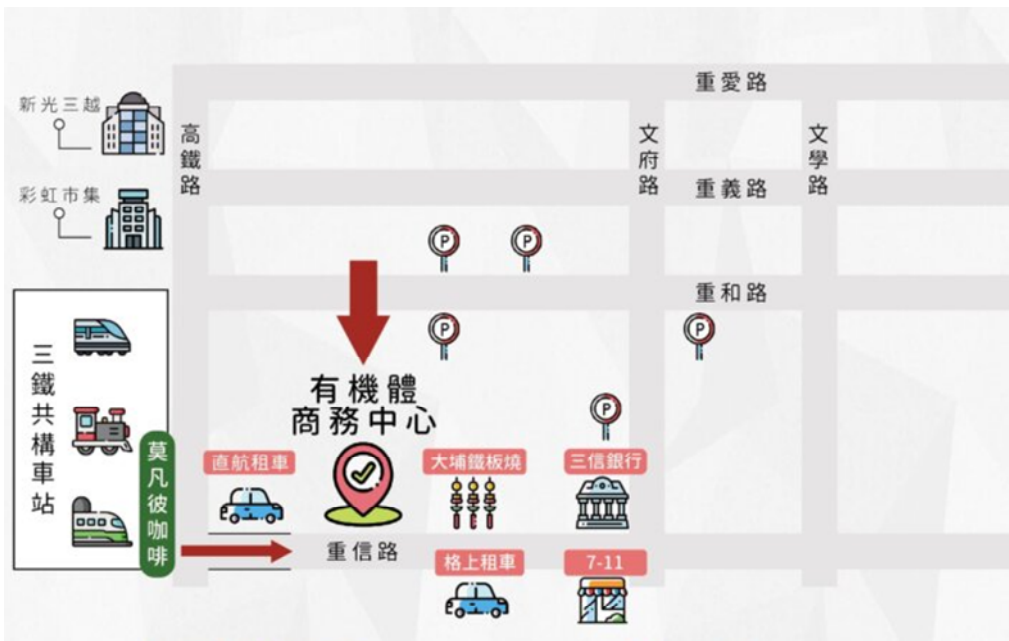 重愛路
新光三越
高鐵路
文府路
文學路
彩虹市集
重義路
P
P
重和路
P
P
三鐵共構車站
有機體
商務中心
P
莫凡彼咖啡
直航租車
大埔鐵板燒
三信銀行
重信路
格上租車
7-11